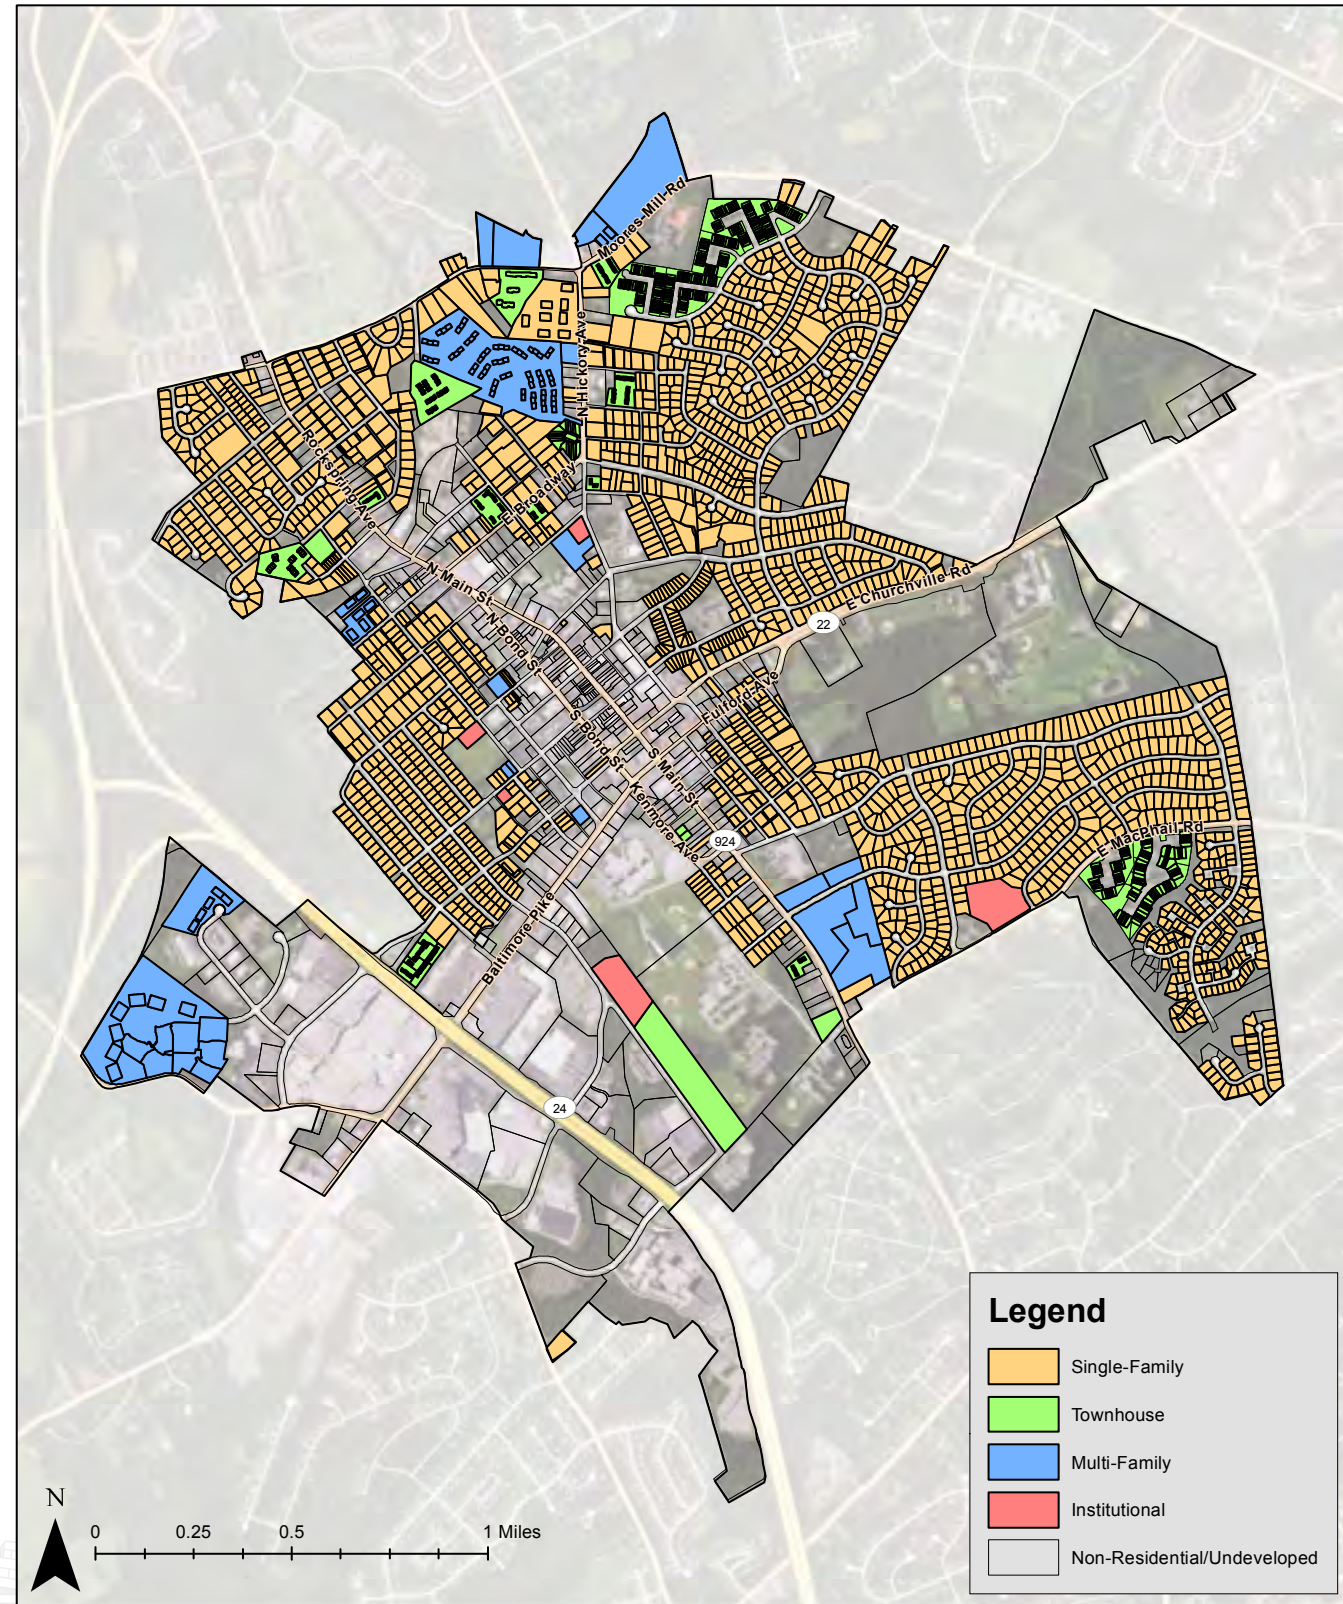 Moores Mill Rd
N Hickory Ave
Rockspring Ave
E Broadway
N Main St
N Bond St
E Churchville Rd
22
Fulford Ave
S Bond St
S Main St
Kenmore Ave
924
E MacPhail Rd
Baltimore Pike
24
Legend
Single-Family
Townhouse
Multi-Family
Institutional
Non-Residential/Undeveloped
N
0 0.25 0.5 1 Miles